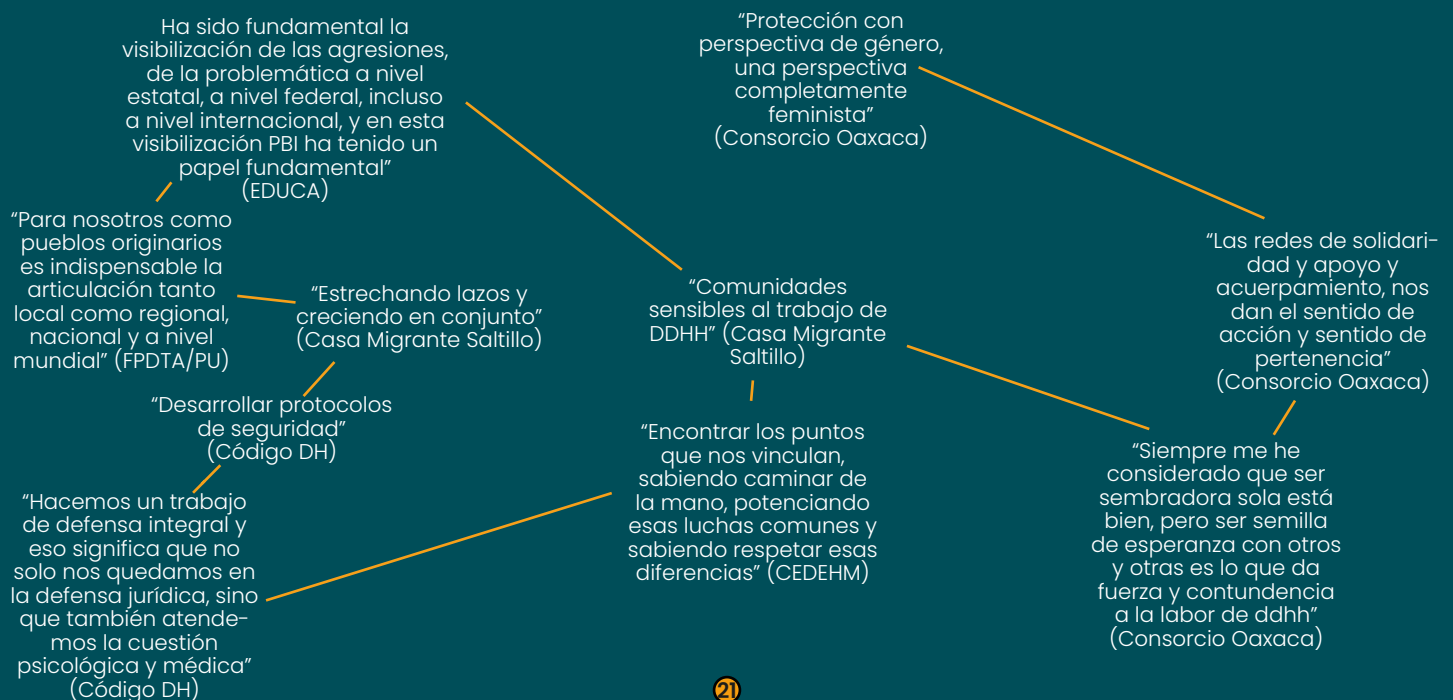 Ha sido fundamental la
visibilización de las agresiones,
de la problemática a nivel
estatal, a nivel federal, incluso
a nivel internacional, y en esta
visibilización PBI ha tenido un
papel fundamental”
(EDUCA)
“Protección con
perspectiva de género,
una perspectiva
completamente
feminista”
(Consorcio Oaxaca)
“Para nosotros como
pueblos originarios
es indispensable la
articulación tanto
local como regional,
nacional y a nivel
mundial” (FPDTA/PU)
“Estrechando lazos y
creciendo en conjunto”
(Casa Migrante Saltillo)
“Comunidades
sensibles al trabajo de
DDHH” (Casa Migrante
Saltillo)
“Las redes de solidari-
dad y apoyo y
acuerpamiento, nos
dan el sentido de
acción y sentido de
pertenencia”
(Consorcio Oaxaca)
“Desarrollar protocolos
de seguridad”
(Código DH)
“Encontrar los puntos
que nos vinculan,
sabiendo caminar de
la mano, potenciando
esas luchas comunes y
sabiendo respetar esas
diferencias” (CEDEHM)
“Siempre me he
considerado que ser
sembradora sola está
bien, pero ser semilla
de esperanza con otros
y otras es lo que da
fuerza y contundencia
a la labor de ddhh”
(Consorcio Oaxaca)
“Hacemos un trabajo
de defensa integral y
eso significa que no
solo nos quedamos en
la defensa jurídica, sino
que también atende-
mos la cuestión
psicológica y médica”
(Código DH)
21